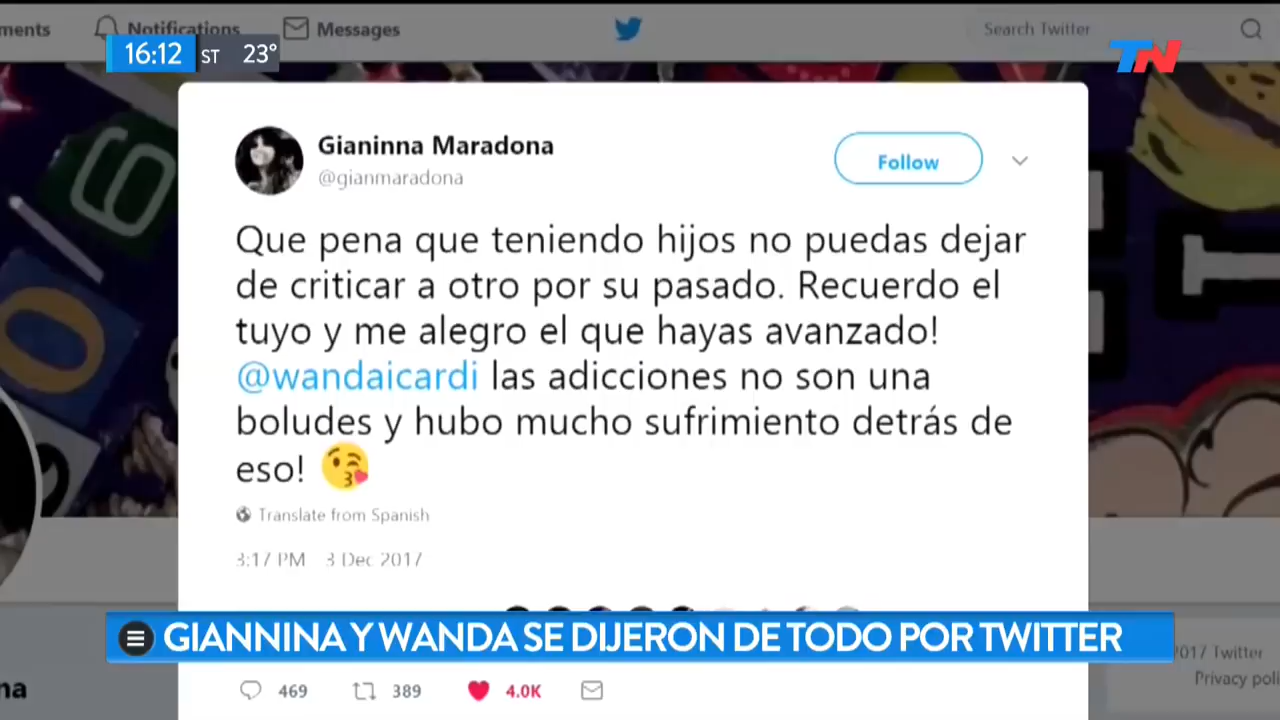 ments Notifications Messages Search Twitter
16:12 ST 23° TN
Gianinna Maradona
@gianmaradona
Follow
Que pena que teniendo hijos no puedas dejar
de criticar a otro por su pasado. Recuerdo el
tuyo y me alegro el que hayas avanzado!
@wandaicardi las adicciones no son una
boludes y hubo mucho sufrimiento detrás de
eso! 😘
Translate from Spanish
3:17 PM 3 Dec 2017
GIANNINA Y WANDA SE DIJERON DE TODO POR TWITTER
2017 Twitter
Privacy poli
na
469 389 4.0K